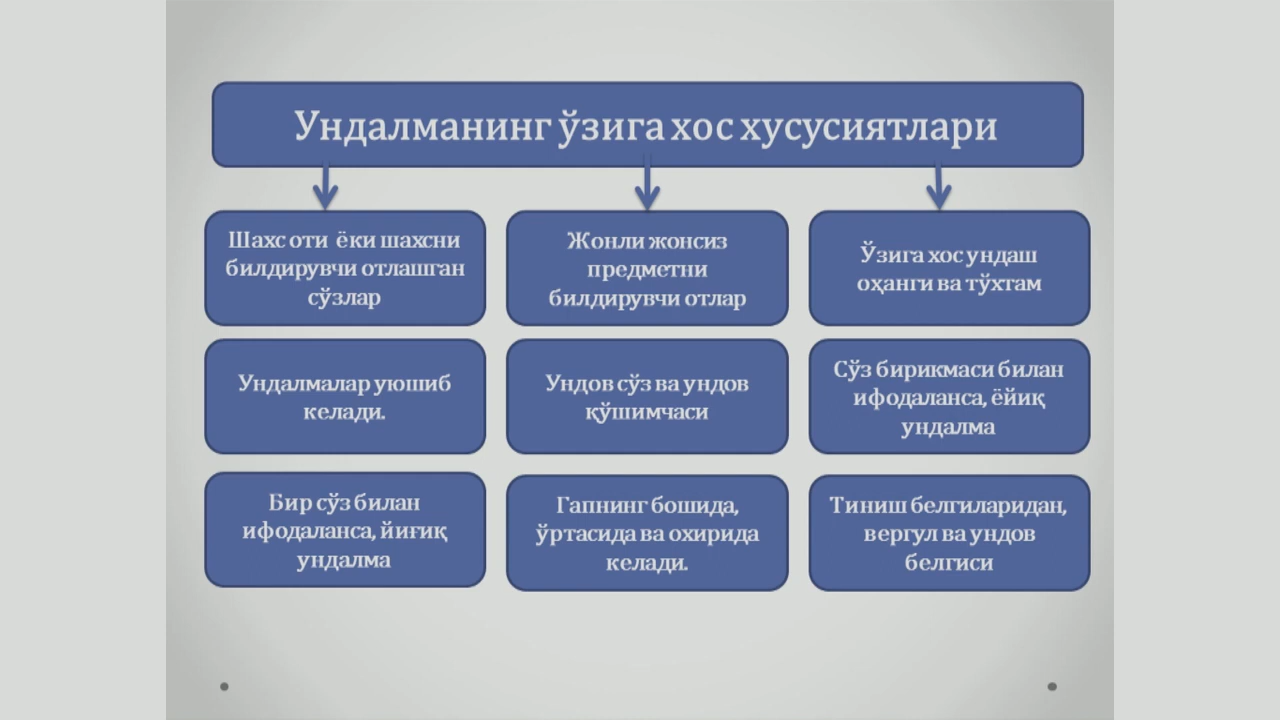 Ундалманинг ўзига хос хусусиятлари
Шахс оти ёки шахсни
билдирувчи отлашган
сўзлар
Жонли жонсиз
предметни
билдирувчи отлар
Ўзига хос ундаш
оҳанги ва тўхтам
Ундалмалар уюшиб
келади.
Ундов сўз ва ундов
қўшимчаси
Сўз бирикмаси билан
ифодаланса, ёйиқ
ундалма
Бир сўз билан
ифодаланса, йиғиқ
ундалма
Гапнинг бошида,
ўртасида ва охирида
келади.
Тиниш белгиларидан,
вергул ва ундов
белгиси